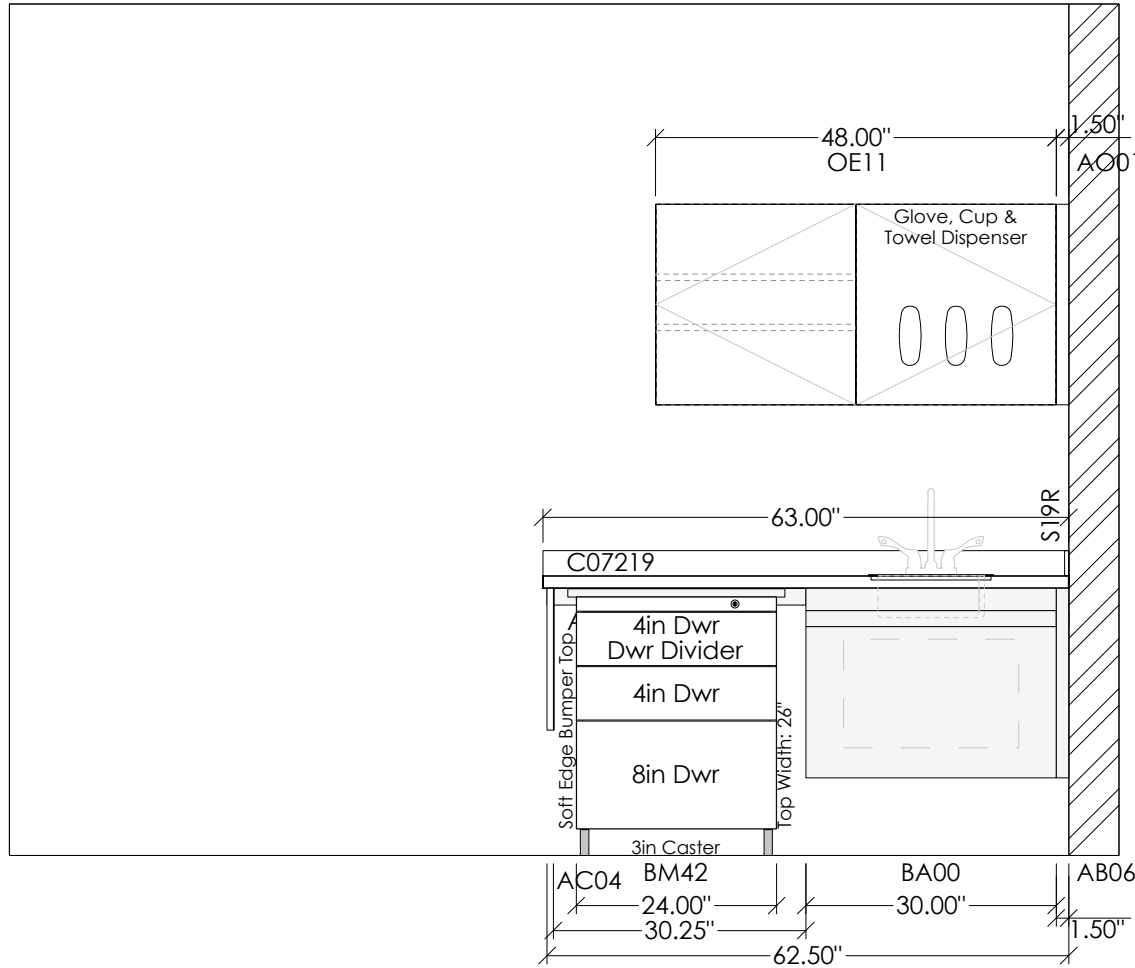 48.00"
1.50"
OE11
AO01
Glove, Cup &
Towel Dispenser
63.00"
S19R
C07219
Soft Edge Bumper Top
4in Dwr
Dwr Divider
4in Dwr
8in Dwr
Top Width: 26"
3in Caster
AC04
BM42
BA00
AB06
24.00"
30.00"
30.25"
1.50"
62.50"